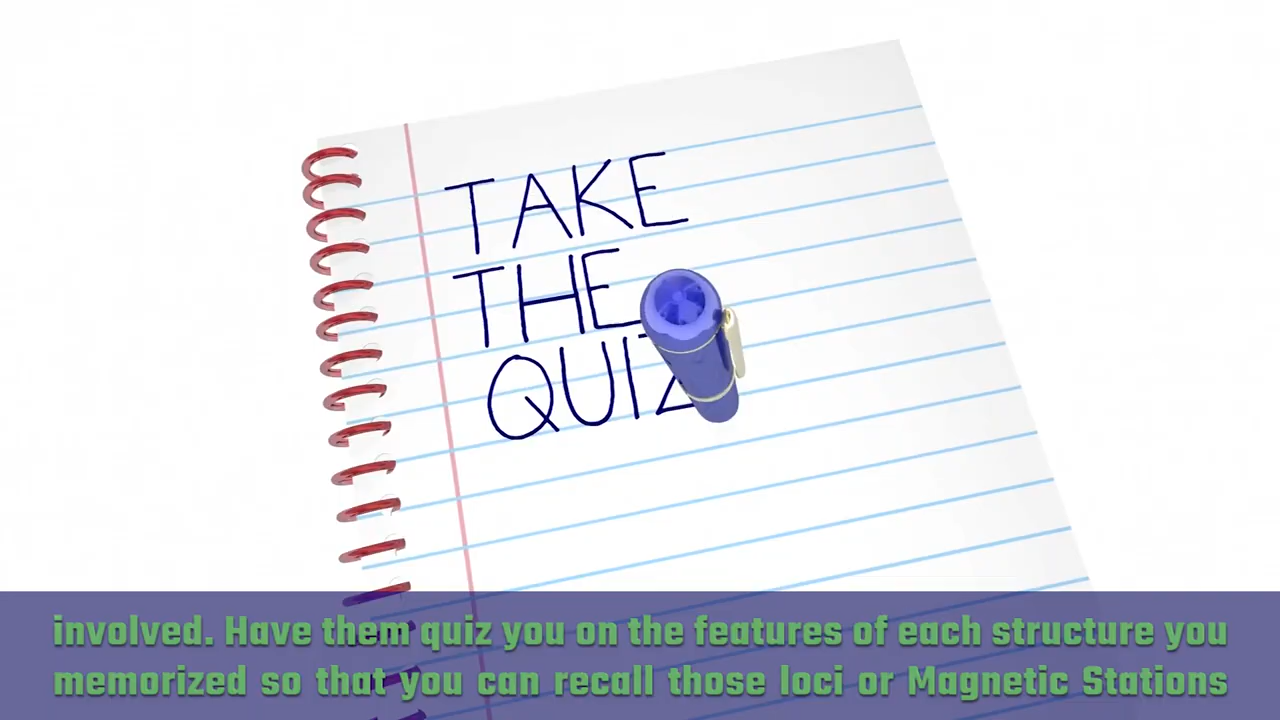 TAKE
THE
QUIZ
involved. Have them quiz you on the features of each structure you
memorized so that you can recall those loci or Magnetic Stations